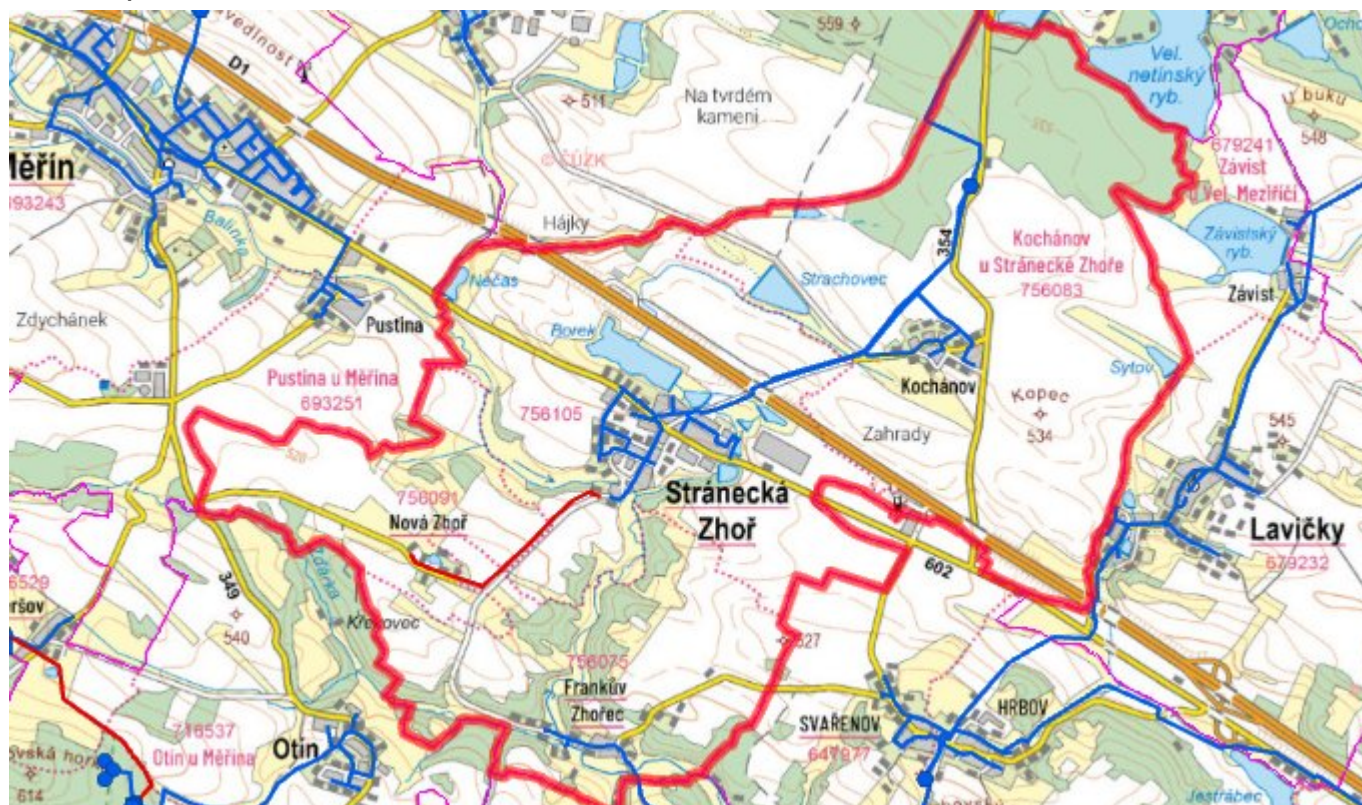 D1
559
Vel.
netínský
ryb.
U buku
548
511
Na tvrdém
kameni
© ČÚZK
679241
Závist
u Vel. Meziříčí
Měřín
693243
Balinka
Hájky
354
Kochánov
u Stránecké Zhoře
756083
Závistský
ryb.
Závist
Nečas
Strachovec
Zdychánek
Pustina
Borek
Pustina u Měřína
693251
Kochánov
Sytov
Kopec
534
756105
Zahrady
545
528
756091
Nová Zhoř
Stránecká
Zhoř
Lavičky
679232
602
349
540
Křekovec
527
756075
Frankův
Zhořec
SVAŘENOV
647977
HRBOV
716537
Otín u Měřína
Otín
614
Jestřábec